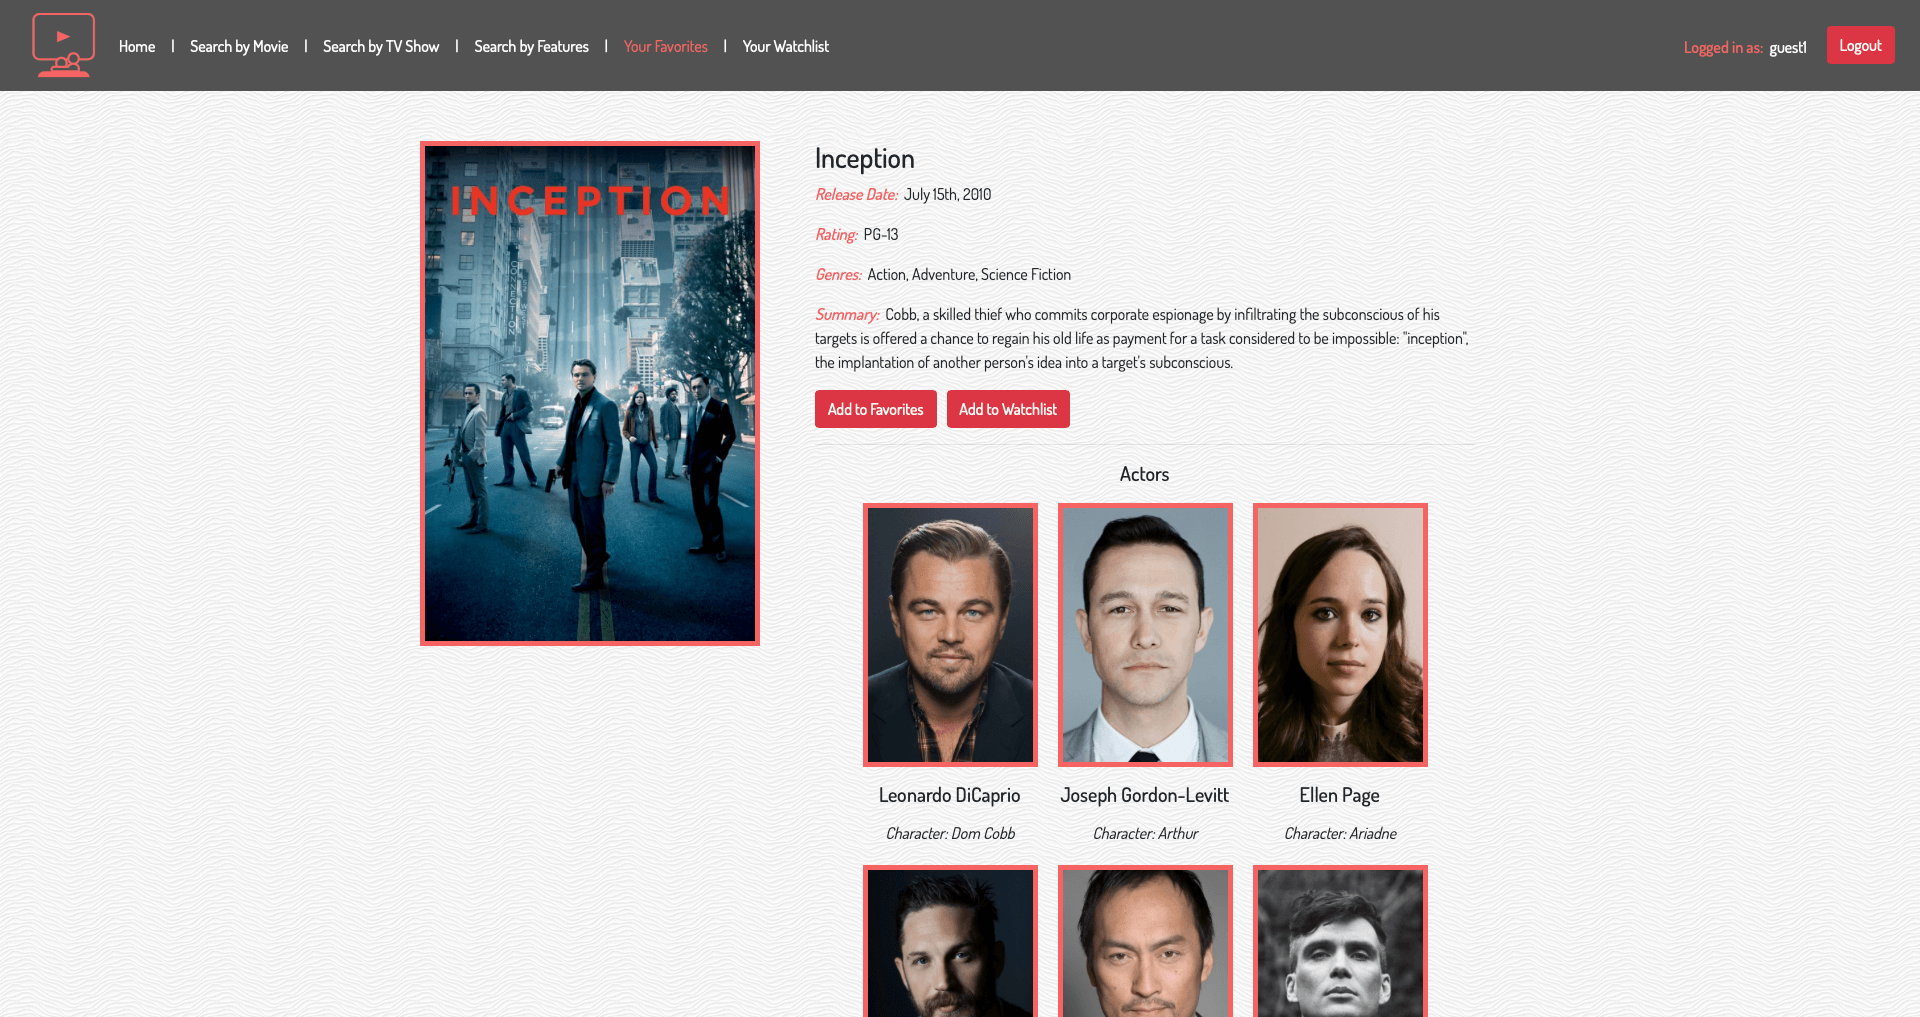 Home | Search by Movie | Search by TV Show | Search by Features | Your Favorites | Your Watchlist
Logged in as: guest1
Logout
INCEPTION
Inception
Release Date: July 15th, 2010
Rating: PG-13
Genres: Action, Adventure, Science Fiction
Summary: Cobb, a skilled thief who commits corporate espionage by infiltrating the subconscious of his
targets is offered a chance to regain his old life as payment for a task considered to be impossible: "inception",
the implantation of another person's idea into a target's subconscious.
Add to Favorites
Add to Watchlist
Actors
Leonardo DiCaprio
Joseph Gordon-Levitt
Ellen Page
Character: Dom Cobb
Character: Arthur
Character: Ariadne